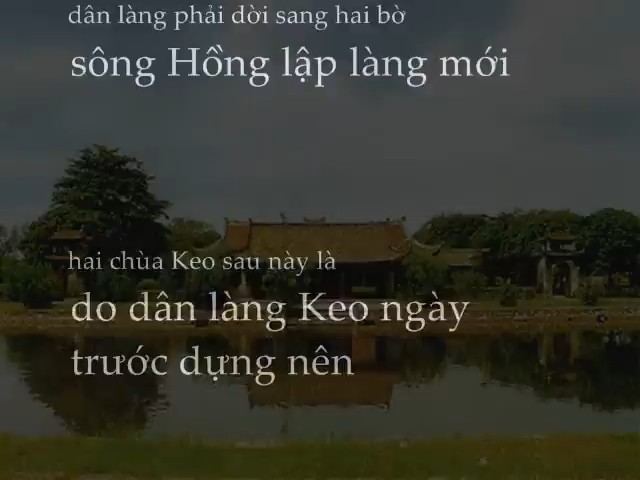 dân làng phải dời sang hai bờ
sông Hồng lập làng mới
hai chùa Keo sau này là
do dân làng Keo ngày
trước dựng nên